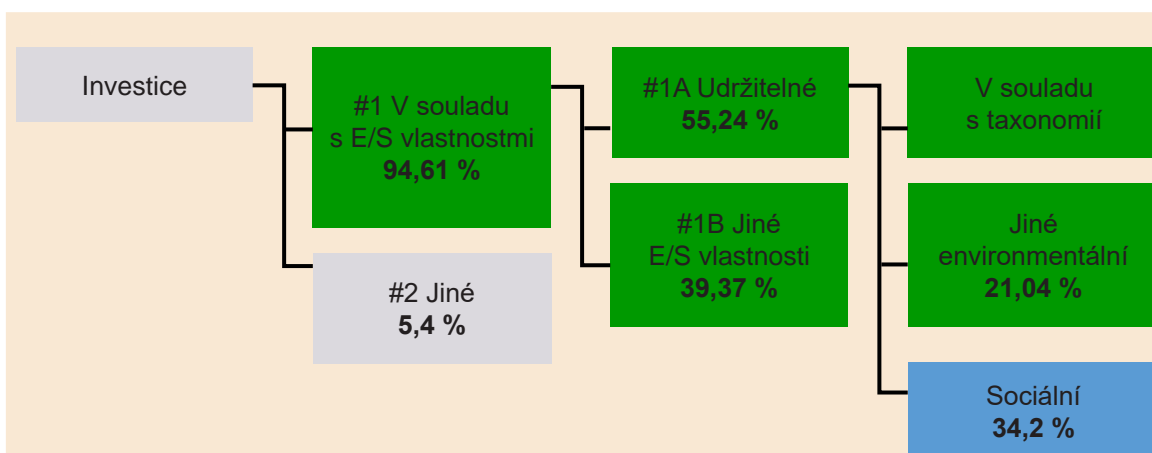 Investice
#1 V souladu
s E/S vlastnostmi
94,61 %
#2 Jiné
5,4 %
#1A Udržitelné
55,24 %
#1B Jiné
E/S vlastnosti
39,37 %
V souladu
s taxonomií
Jiné
environmentální
21,04 %
Sociální
34,2 %